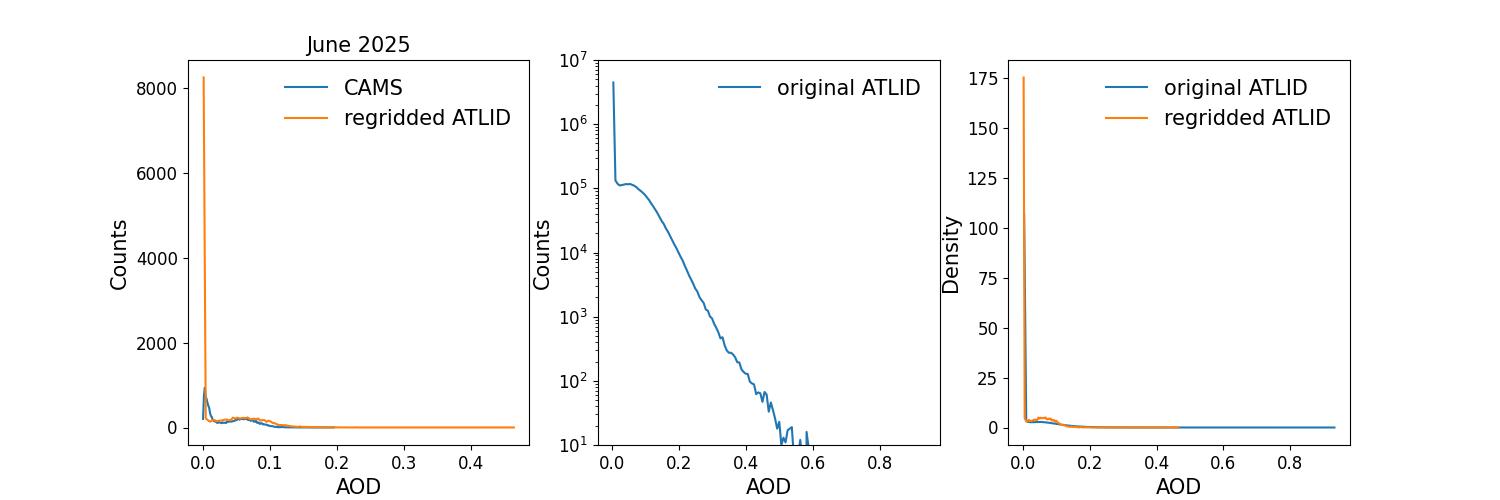 June 2025
Counts
8000
6000
4000
2000
0
CAMS
regridded ATLID
0.0 0.1 0.2 0.3 0.4
AOD
Counts
10^7
10^6
10^5
10^4
10^3
10^2
10^1
original ATLID
0.0 0.2 0.4 0.6 0.8
AOD
Density
175
150
125
100
75
50
25
0
original ATLID
regridded ATLID
0.0 0.2 0.4 0.6 0.8
AOD